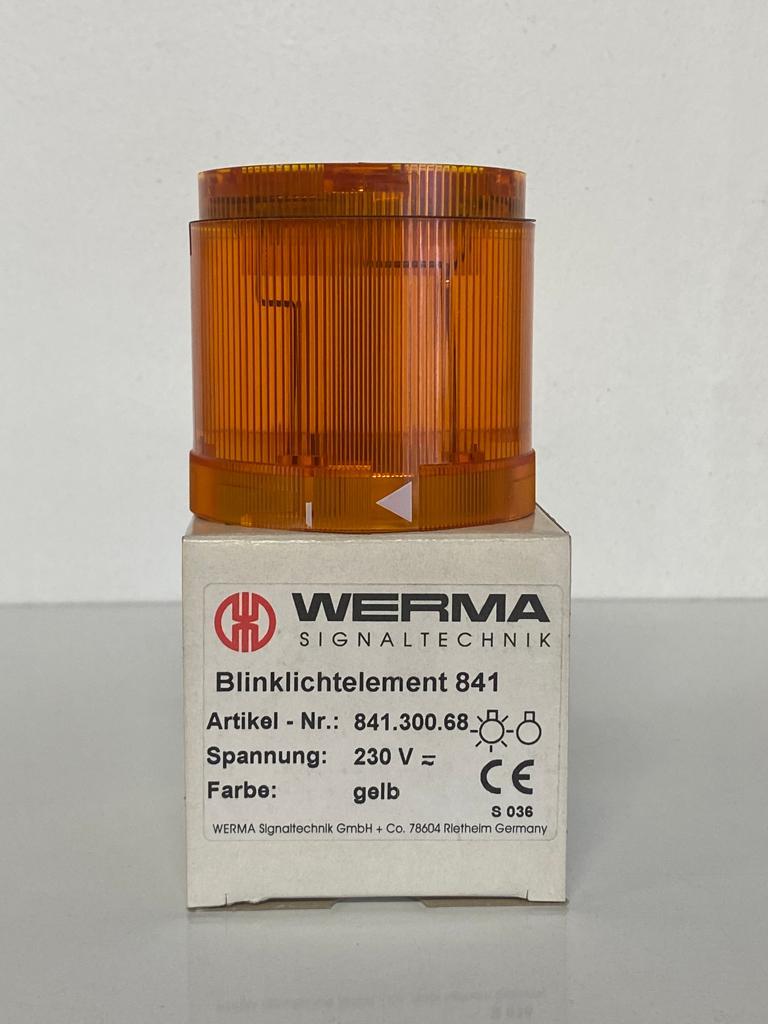 WERMA
SIGNALTECHNIK
Blinklichtelement 841
Artikel - Nr.: 841.300.68
Spannung: 230 V ≂
Farbe: gelb
CE
S 036
WERMA Signaltechnik GmbH + Co. 78604 Rietheim Germany